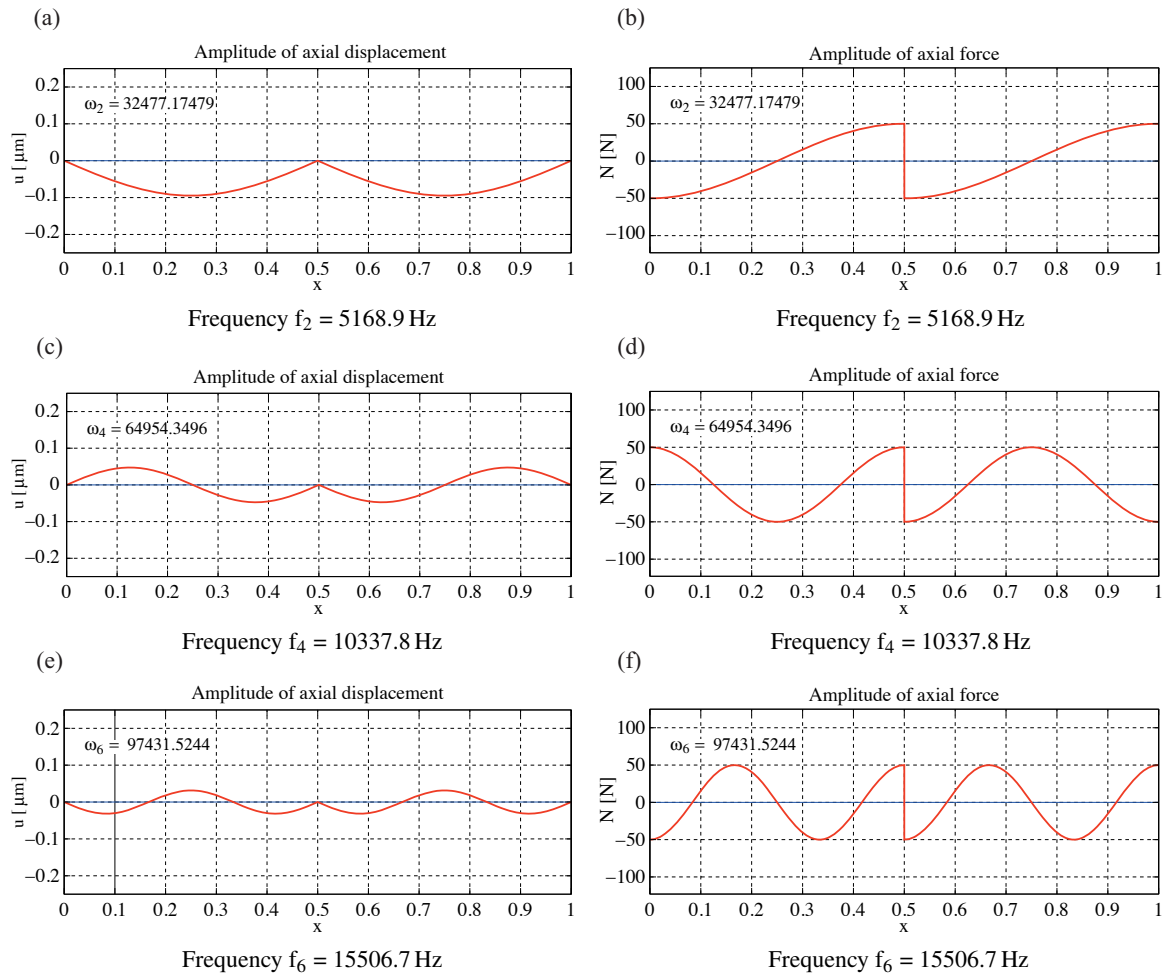 (a)
Amplitude of axial displacement
0.2
0.1
0
−0.1
−0.2
u [ μm]
ω2 = 32477.17479
0 0.1 0.2 0.3 0.4 0.5 0.6 0.7 0.8 0.9 1
x
Frequency f2 = 5168.9 Hz
(b)
Amplitude of axial force
100
50
0
−50
−100
N [N]
ω2 = 32477.17479
0 0.1 0.2 0.3 0.4 0.5 0.6 0.7 0.8 0.9 1
x
Frequency f2 = 5168.9 Hz
(c)
Amplitude of axial displacement
0.2
0.1
0
−0.1
−0.2
u [ μm]
ω4 = 64954.3496
0 0.1 0.2 0.3 0.4 0.5 0.6 0.7 0.8 0.9 1
x
Frequency f4 = 10337.8 Hz
(d)
Amplitude of axial force
100
50
0
−50
−100
N [N]
ω4 = 64954.3496
0 0.1 0.2 0.3 0.4 0.5 0.6 0.7 0.8 0.9 1
x
Frequency f4 = 10337.8 Hz
(e)
Amplitude of axial displacement
0.2
0.1
0
−0.1
−0.2
u [ μm]
ω6 = 97431.5244
0 0.1 0.2 0.3 0.4 0.5 0.6 0.7 0.8 0.9 1
x
Frequency f6 = 15506.7 Hz
(f)
Amplitude of axial force
100
50
0
−50
−100
N [N]
ω6 = 97431.5244
0 0.1 0.2 0.3 0.4 0.5 0.6 0.7 0.8 0.9 1
x
Frequency f6 = 15506.7 Hz